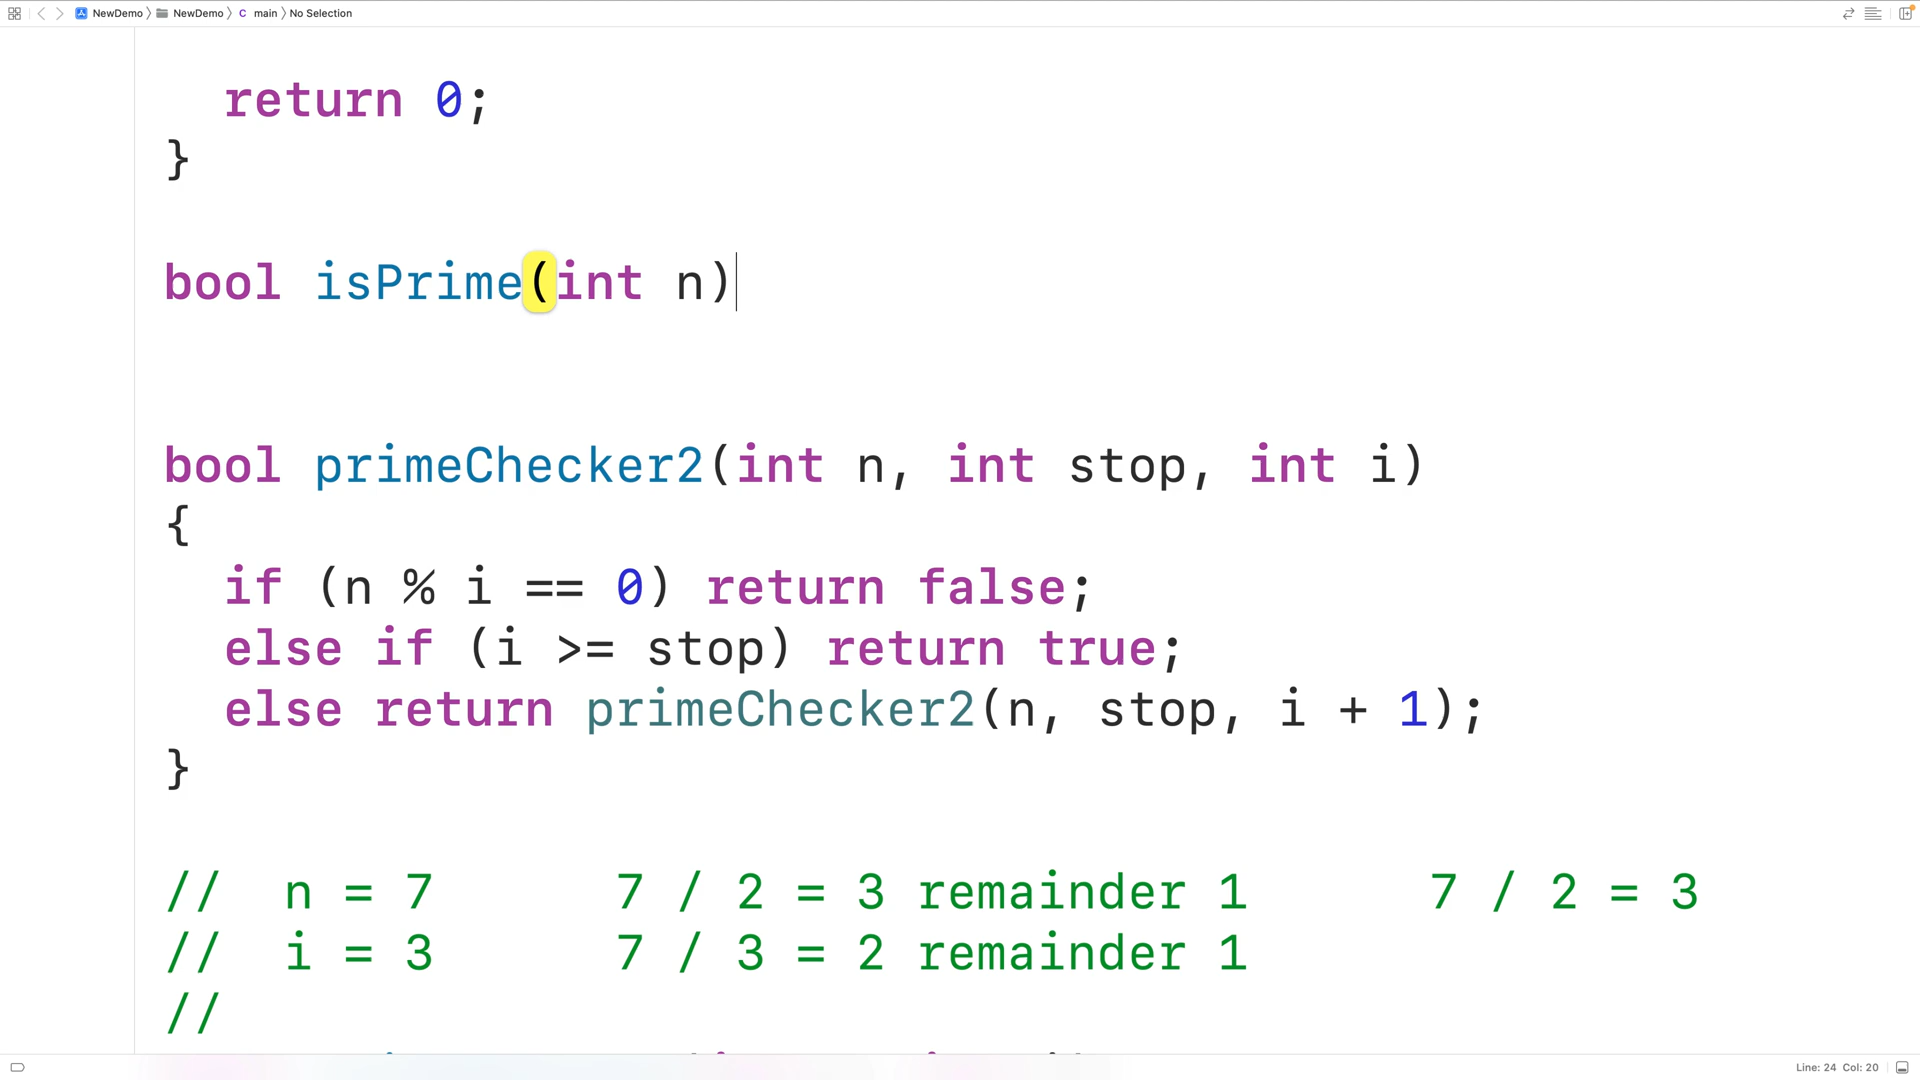 NewDemo NewDemo C main No Selection
return 0;
}
bool isPrime(int n)
bool primeChecker2(int n, int stop, int i)
{
if (n % i == 0) return false;
else if (i >= stop) return true;
else return primeChecker2(n, stop, i + 1);
}
// n = 7 7 / 2 = 3 remainder 1 7 / 2 = 3
// i = 3 7 / 3 = 2 remainder 1
//
Line: 24 Col: 20